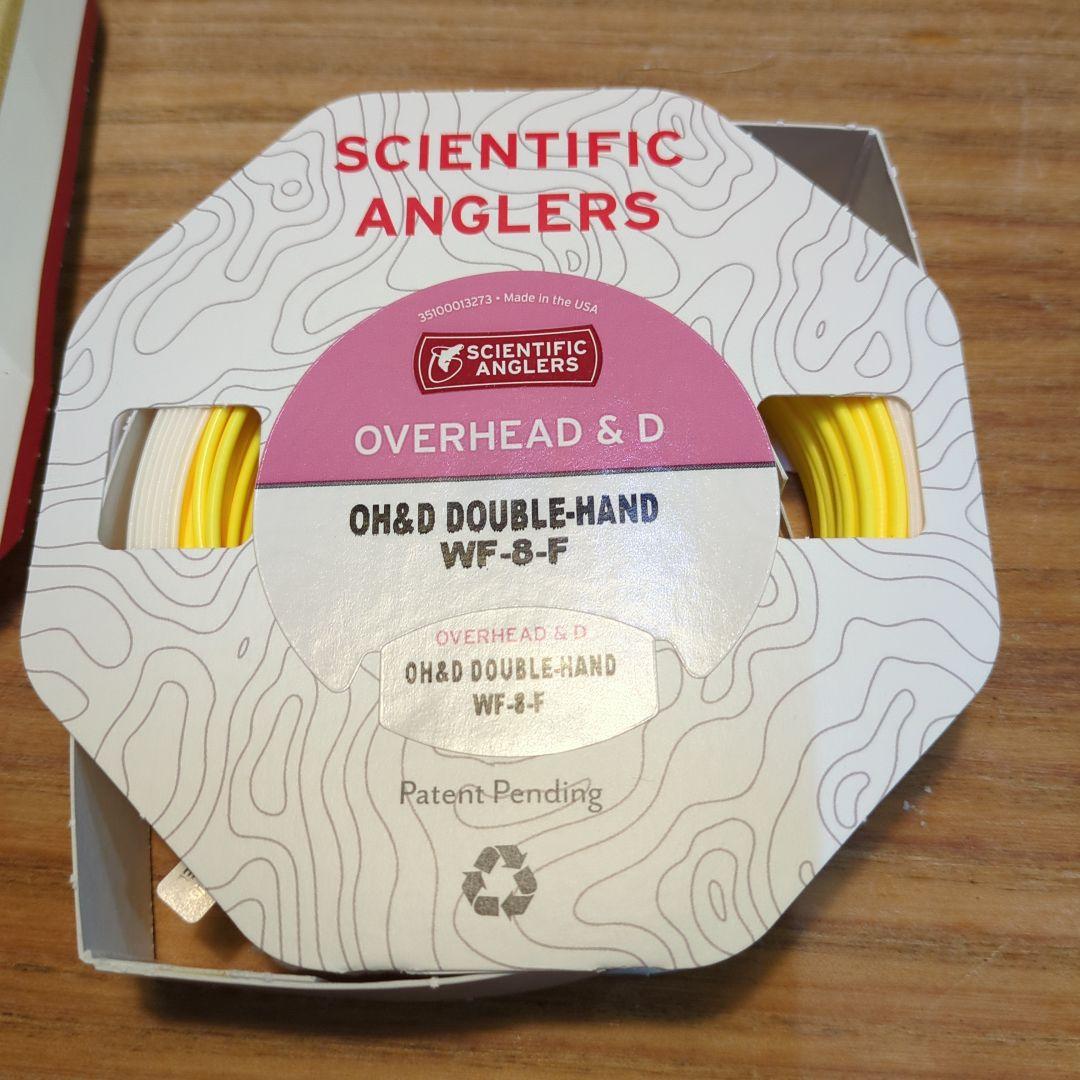 SCIENTIFIC
ANGLERS
35100013273 • Made in the USA
SCIENTIFIC
ANGLERS
OVERHEAD & D
OH&D DOUBLE-HAND
WF-8-F
OVERHEAD & D
OH&D DOUBLE-HAND
WF-8-F
Patent Pending